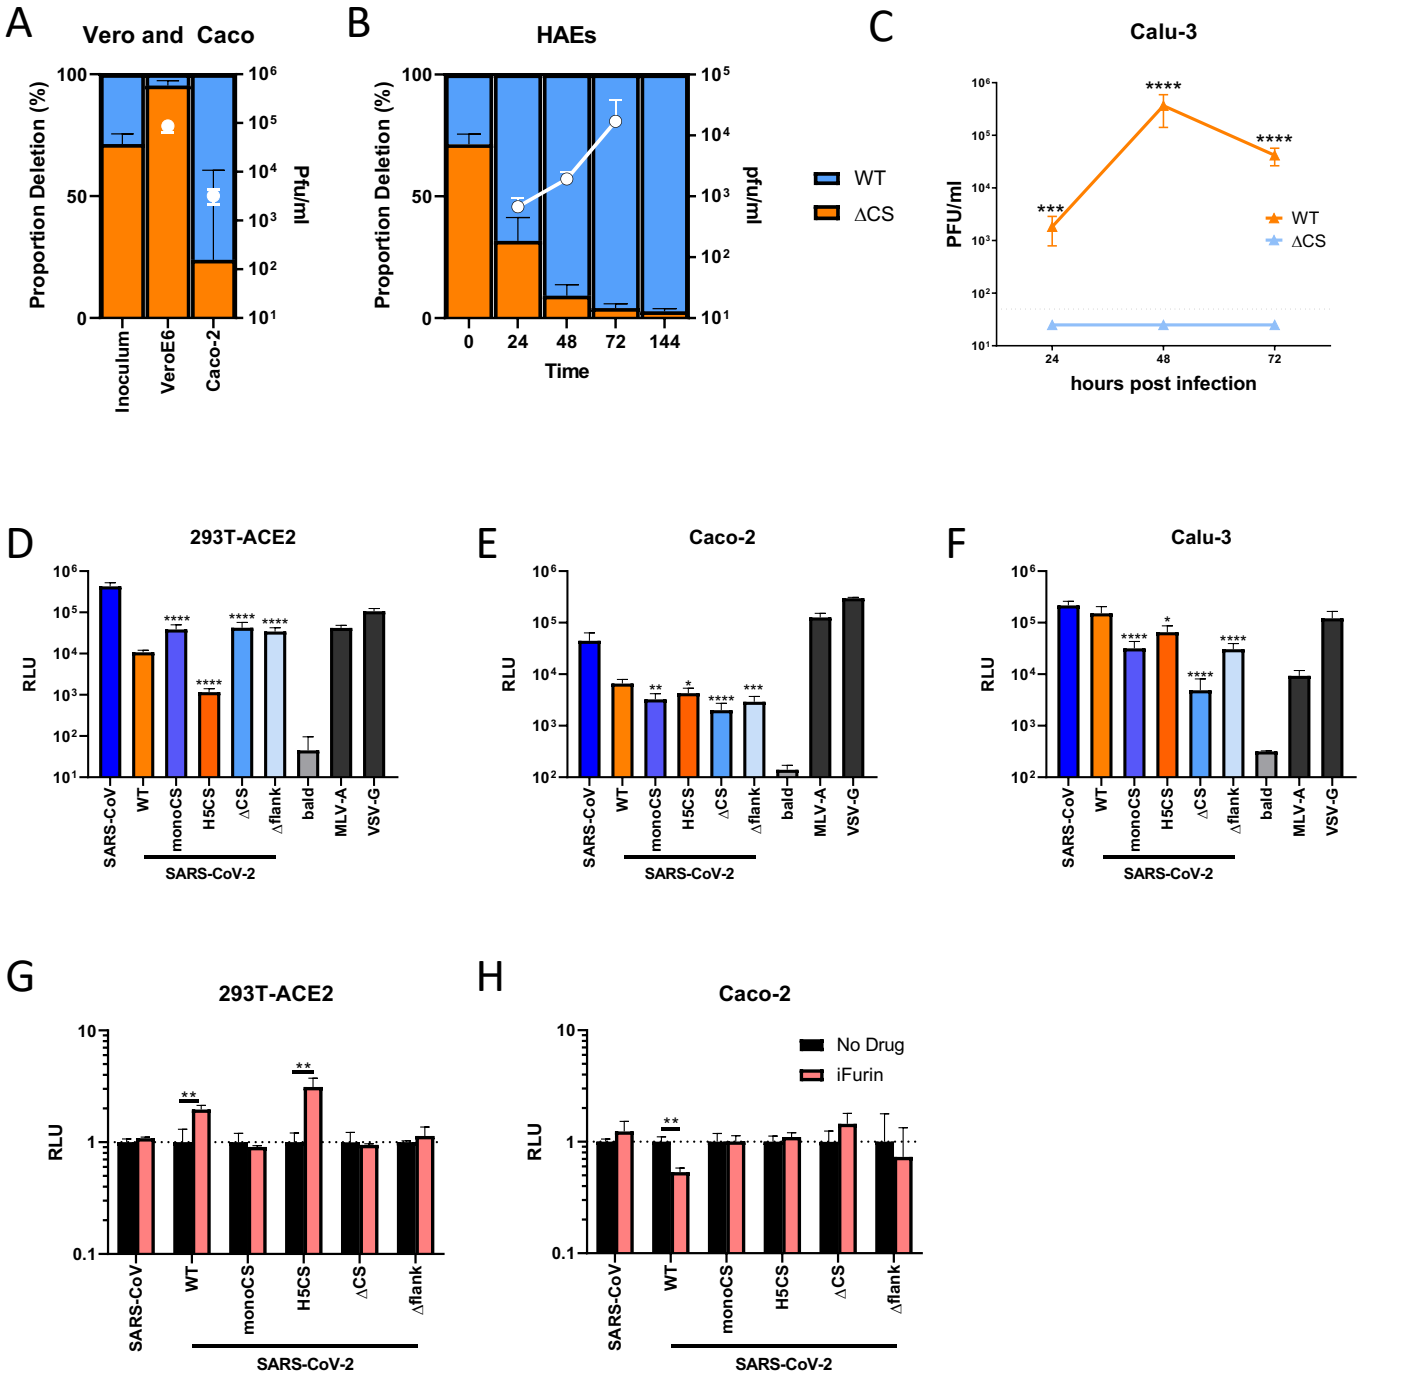 A
Vero and Caco
Proportion Deletion (%)
100
50
0
10⁶
10⁵
10⁴
10³
10²
10¹
Pfu/ml
Inoculum
VeroE6
Caco-2
B
HAEs
Proportion Deletion (%)
100
50
0
10⁵
10⁴
10³
10²
10¹
pfu/ml
0 24 48 72 144
Time
WT
ΔCS
C
Calu-3
PFU/ml
10⁶
10⁵
10⁴
10³
10²
10¹
***
****
****
WT
ΔCS
24 48 72
hours post infection
D
293T-ACE2
RLU
10⁶
10⁵
10⁴
10³
10²
10¹
**** **** **** ****
SARS-CoV
WT
monoCS
H5CS
ΔCS
Δflank
bald
MLV-A
VSV-G
SARS-CoV-2
E
Caco-2
RLU
10⁶
10⁵
10⁴
10³
10²
** * **** ***
SARS-CoV
WT
monoCS
H5CS
ΔCS
Δflank
bald
MLV-A
VSV-G
SARS-CoV-2
F
Calu-3
RLU
10⁶
10⁵
10⁴
10³
10²
**** * **** ****
SARS-CoV
WT
monoCS
H5CS
ΔCS
Δflank
bald
MLV-A
VSV-G
SARS-CoV-2
G
293T-ACE2
RLU
10
1
0.1
** **
SARS-CoV
WT
monoCS
H5CS
ΔCS
Δflank
SARS-CoV-2
H
Caco-2
RLU
10
1
0.1
**
No Drug
iFurin
SARS-CoV
WT
monoCS
H5CS
ΔCS
Δflank
SARS-CoV-2